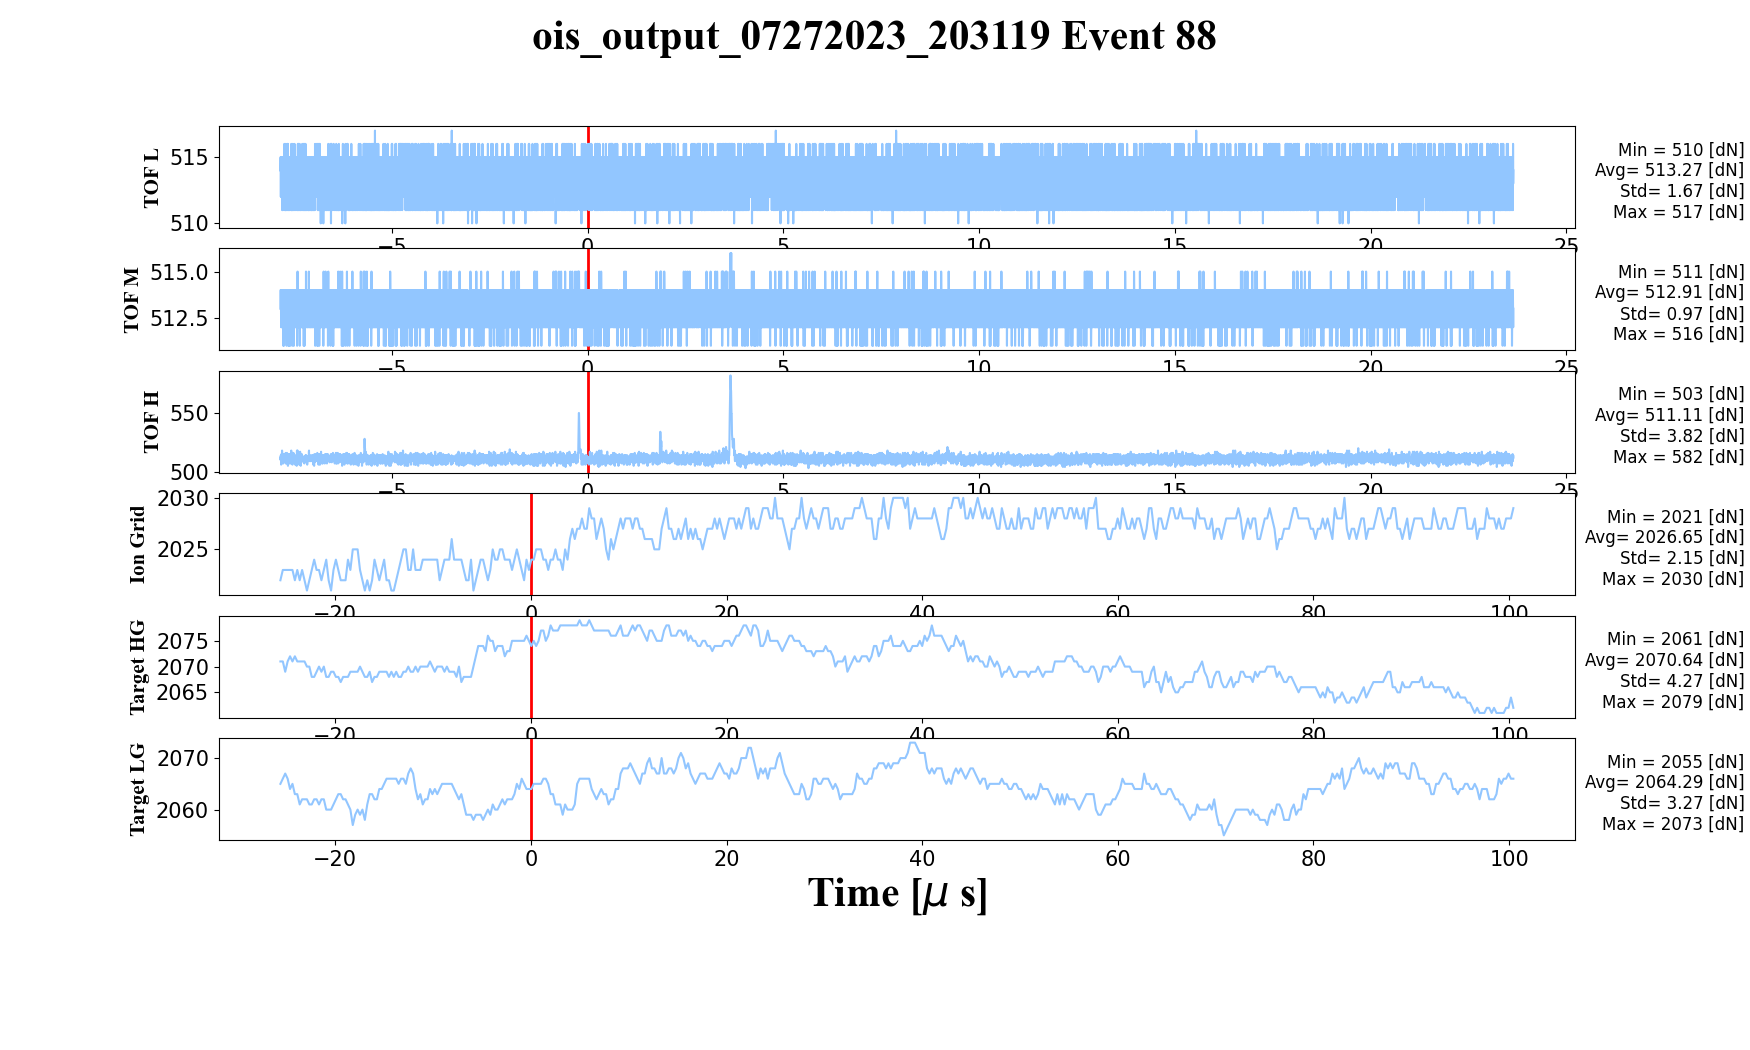 ois_output_07272023_203119 Event 88
TOF L
515
510
Min = 510 [dN]
Avg= 513.27 [dN]
Std= 1.67 [dN]
Max = 517 [dN]
−5 0 5 10 15 20 25
TOF M
515.0
512.5
Min = 511 [dN]
Avg= 512.91 [dN]
Std= 0.97 [dN]
Max = 516 [dN]
−5 0 5 10 15 20 25
TOF H
550
500
Min = 503 [dN]
Avg= 511.11 [dN]
Std= 3.82 [dN]
Max = 582 [dN]
−5 0 5 10 15 20 25
Ion Grid
2030
2025
Min = 2021 [dN]
Avg= 2026.65 [dN]
Std= 2.15 [dN]
Max = 2030 [dN]
−20 0 20 40 60 80 100
Target HG
2075
2070
2065
Min = 2061 [dN]
Avg= 2070.64 [dN]
Std= 4.27 [dN]
Max = 2079 [dN]
−20 0 20 40 60 80 100
Target LG
2070
2060
Min = 2055 [dN]
Avg= 2064.29 [dN]
Std= 3.27 [dN]
Max = 2073 [dN]
−20 0 20 40 60 80 100
Time [μ s]